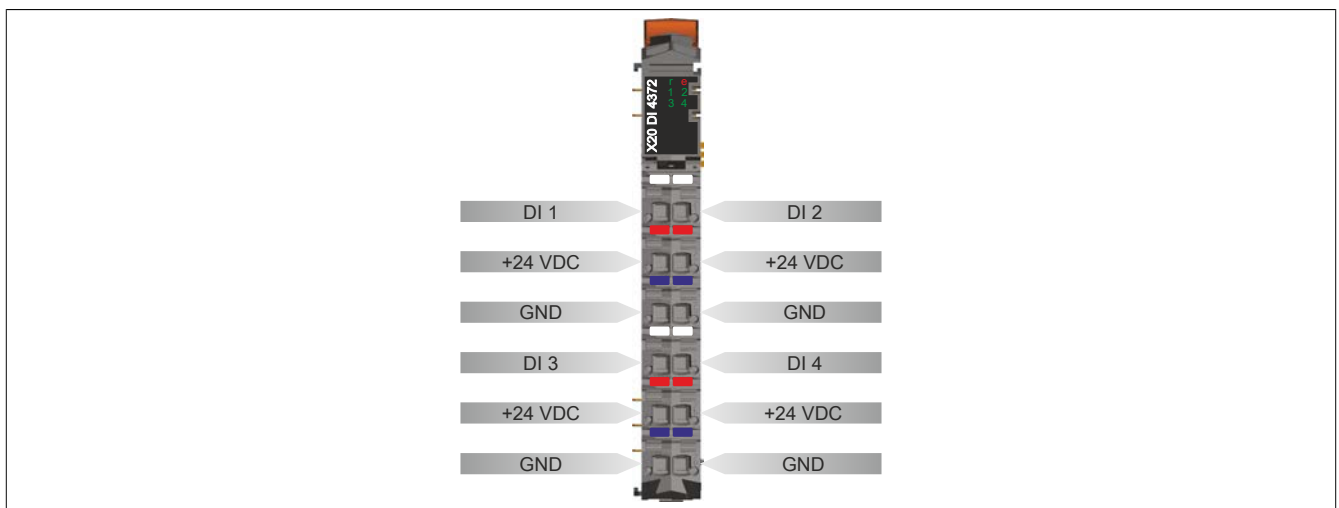 X20 DI 4372
r e
1 2
3 4
DI 1 DI 2
+24 VDC +24 VDC
GND GND
DI 3 DI 4
+24 VDC +24 VDC
GND GND